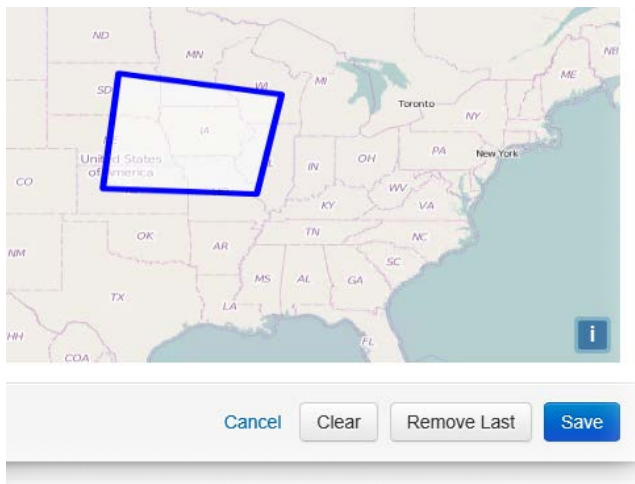 ND
MN
NB
ME
SD
WI
MI
Toronto
NY
IA
United States
of America
IN
OH
PA
New York
CO
WV
KY
VA
OK
AR
TN
NC
SC
NM
MS
AL
GA
TX
LA
FL
COA
i
Cancel
Clear
Remove Last
Save